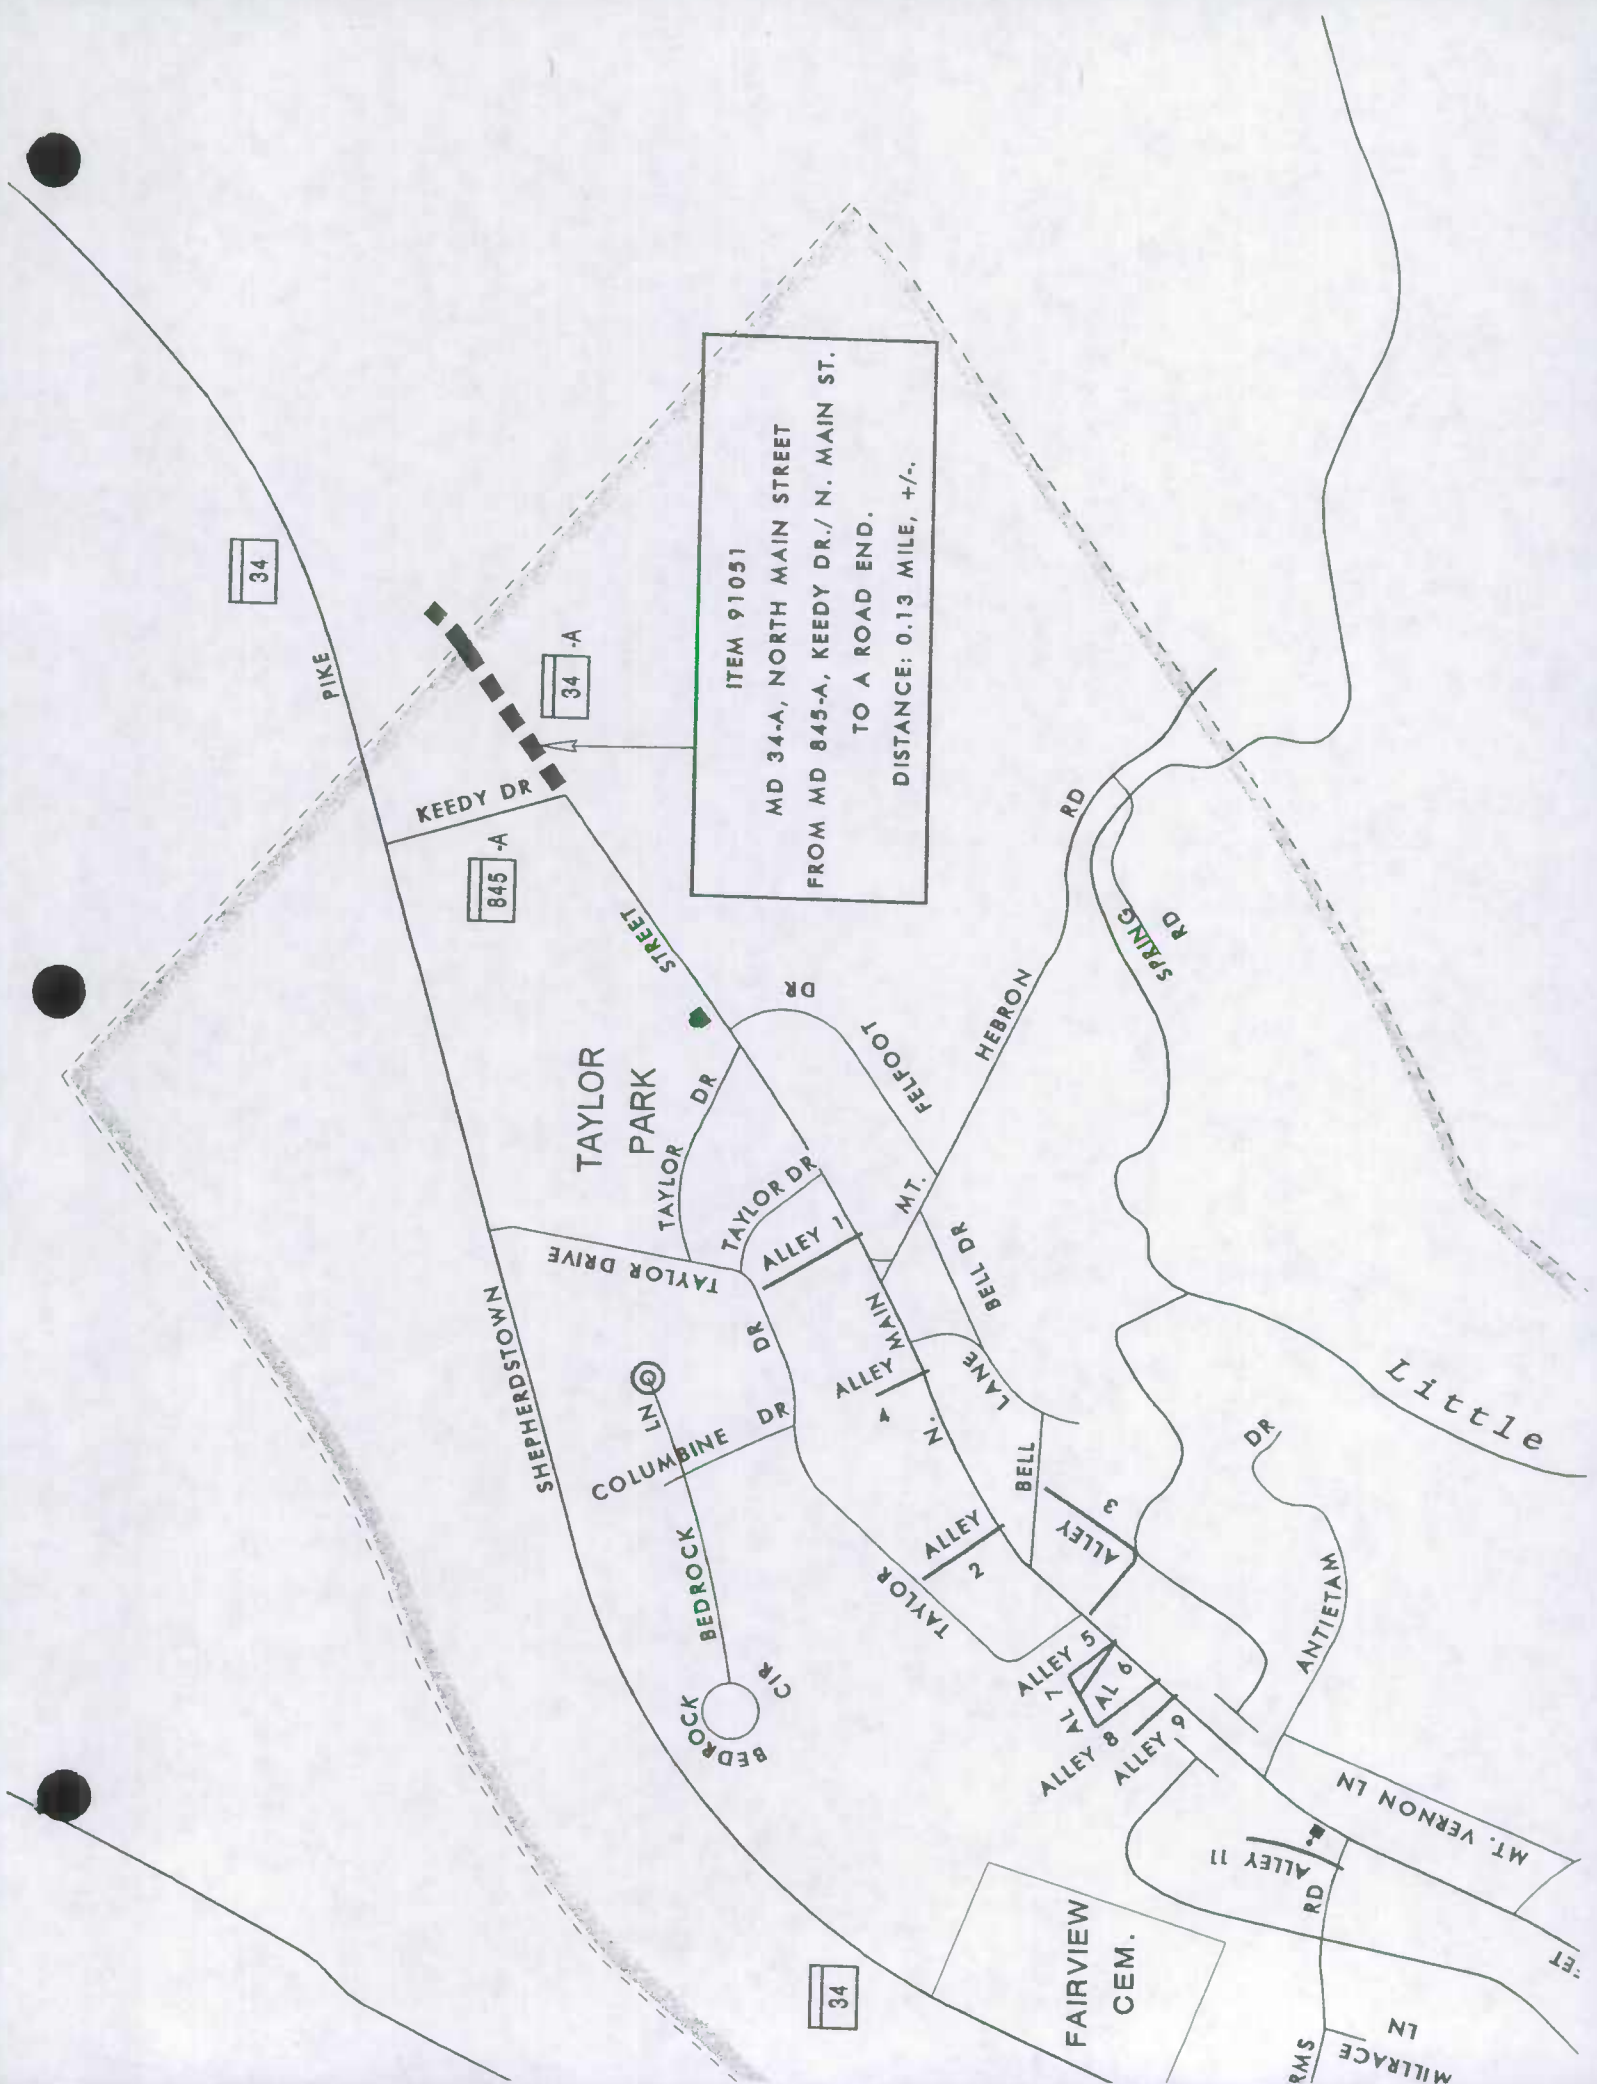 34
PIKE
34 -A
KEEDY DR
845 -A
ITEM 91051
MD 34-A, NORTH MAIN STREET
FROM MD 845-A, KEEDY DR./ N. MAIN ST.
TO A ROAD END.
DISTANCE: 0.13 MILE, +/-.
STREET
TAYLOR
PARK
DR
FELFOOT
RD
HEBRON
MT.
SPRING
RD
TAYLOR
DR
TAYLOR DR
ALLEY 1
TAYLOR DRIVE
SHEPHERDSTOWN
DR
MAIN
N.
BELL DR
LANE
BELL
ALLEY
4
LN
COLUMBINE
DR
BEDROCK
BEDROCK
CIR
BEDROCK
TAYLOR
ALLEY
2
ALLEY 3
Little
DR
ANTIETAM
ALLEY 5
AL 6
AL 7
ALLEY 8
ALLEY 9
MT. VERNON LN
ALLEY 11
RD
34
FAIRVIEW
CEM.
MILLRACE
LN
RMS
ET